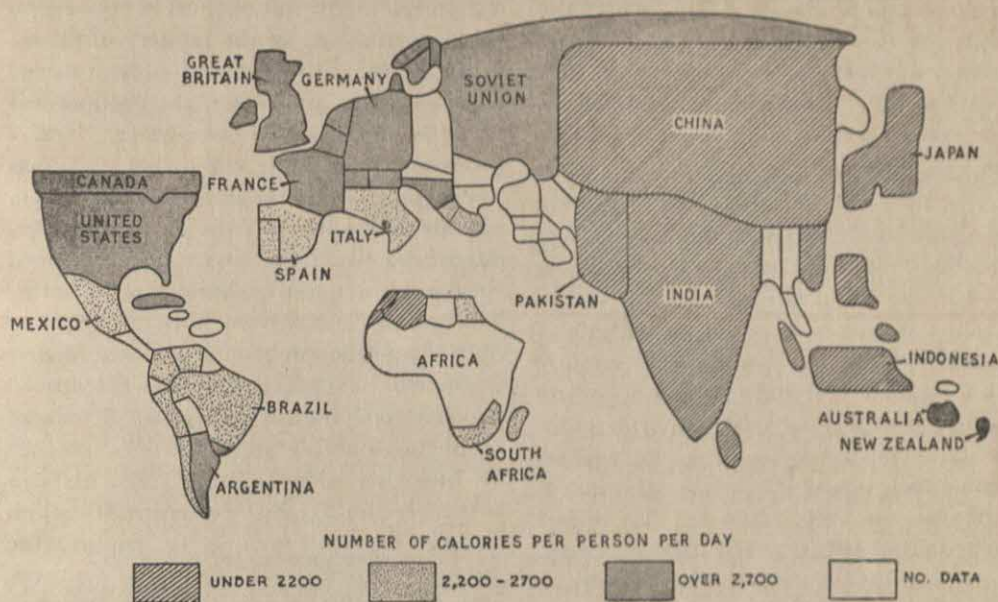 GREAT
BRITAIN
GERMANY
SOVIET
UNION
CHINA
JAPAN
CANADA
FRANCE
UNITED
STATES
ITALY
SPAIN
PAKISTAN
INDIA
MEXICO
AFRICA
INDONESIA
BRAZIL
AUSTRALIA
NEW ZEALAND
SOUTH
AFRICA
ARGENTINA
NUMBER OF CALORIES PER PERSON PER DAY
UNDER 2200
2,200-2700
OVER 2,700
NO. DATA